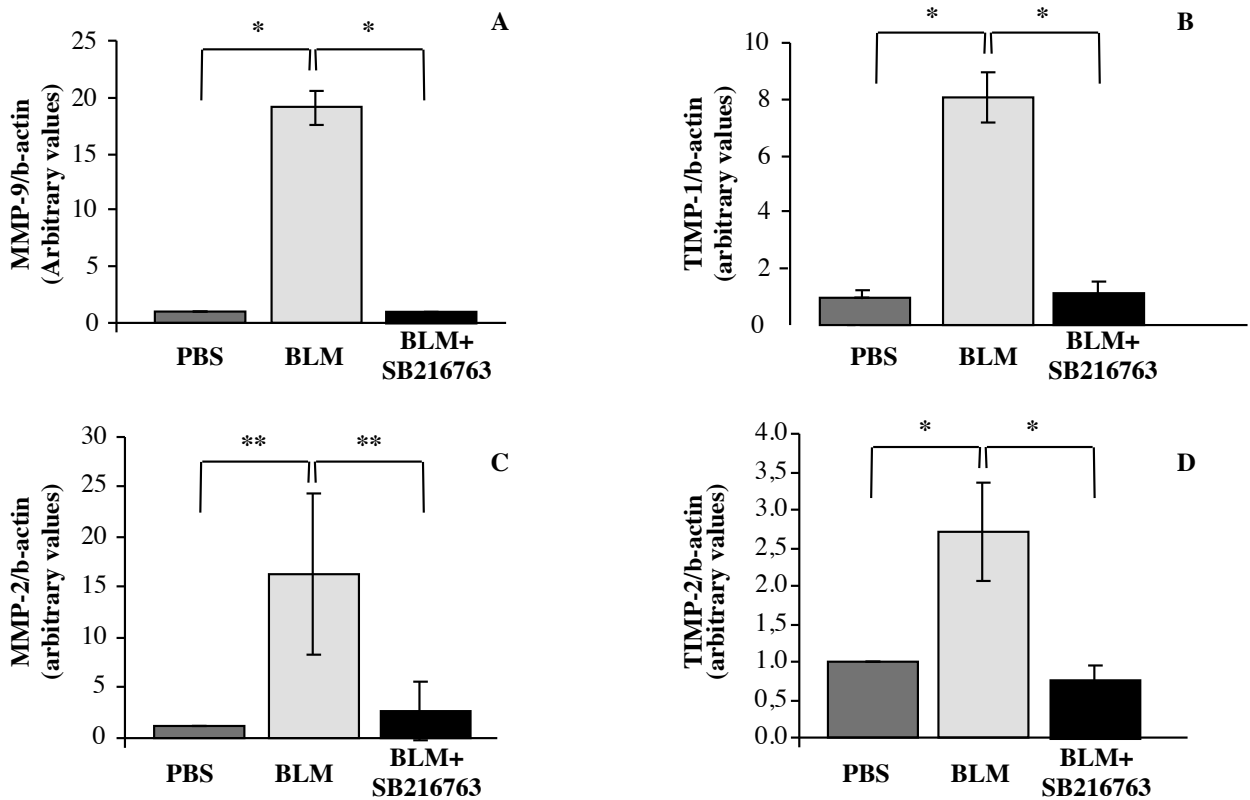 A
* *
MMP-9/b-actin
(Arbitrary values)
25
20
15
10
5
0
PBS
BLM
BLM+
SB216763
B
* *
TIMP-1/b-actin
(arbitrary values)
10
8
6
4
2
0
PBS
BLM
BLM+
SB216763
C
** **
MMP-2/b-actin
(arbitrary values)
30
25
20
15
10
5
0
PBS
BLM
BLM+
SB216763
D
* *
TIMP-2/b-actin
(arbitrary values)
4.0
3,5
3.0
2,5
2.0
1,5
1.0
0,5
0.0
PBS
BLM
BLM+
SB216763